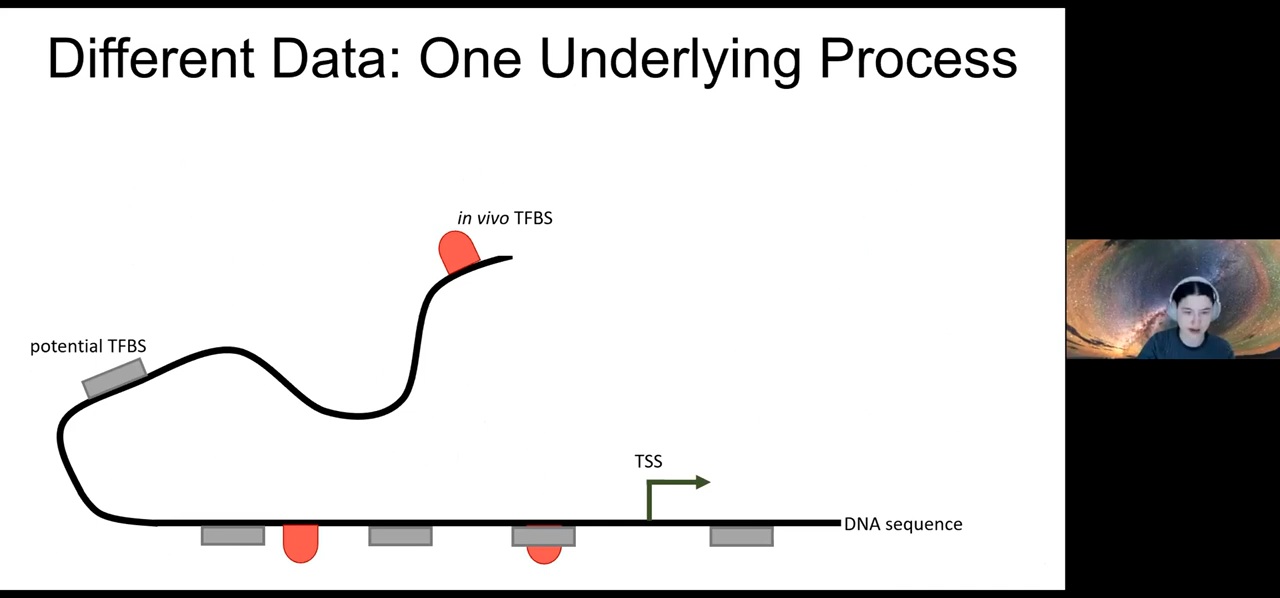 Different Data: One Underlying Process
in vivo TFBS
potential TFBS
TSS
DNA sequence